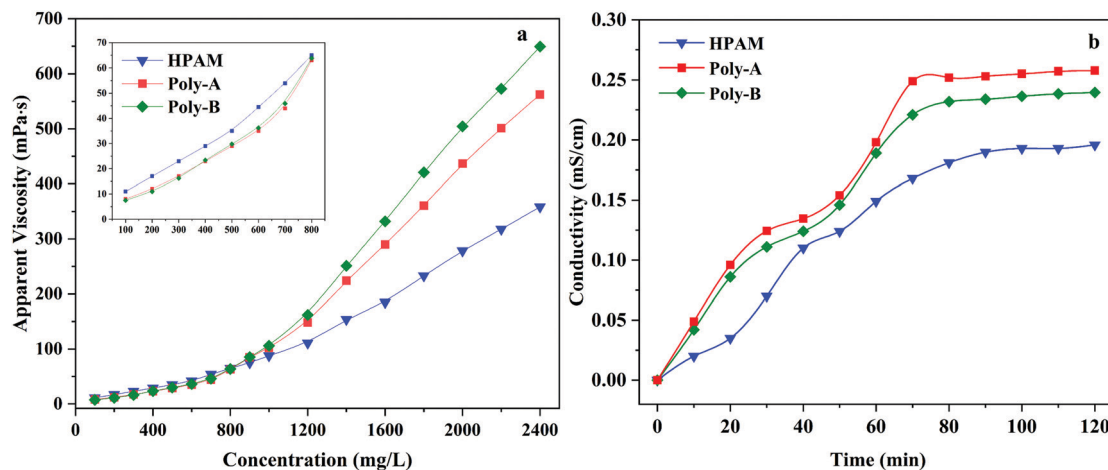 a
HPAM
Poly-A
Poly-B
Apparent Viscosity (mPa·s)
700
600
500
400
300
200
100
0
70
60
50
40
30
20
10
0
100 200 300 400 500 600 700 800
0 400 800 1200 1600 2000 2400
Concentration (mg/L)
b
HPAM
Poly-A
Poly-B
Conductivity (mS/cm)
0.30
0.25
0.20
0.15
0.10
0.05
0.00
0 20 40 60 80 100 120
Time (min)